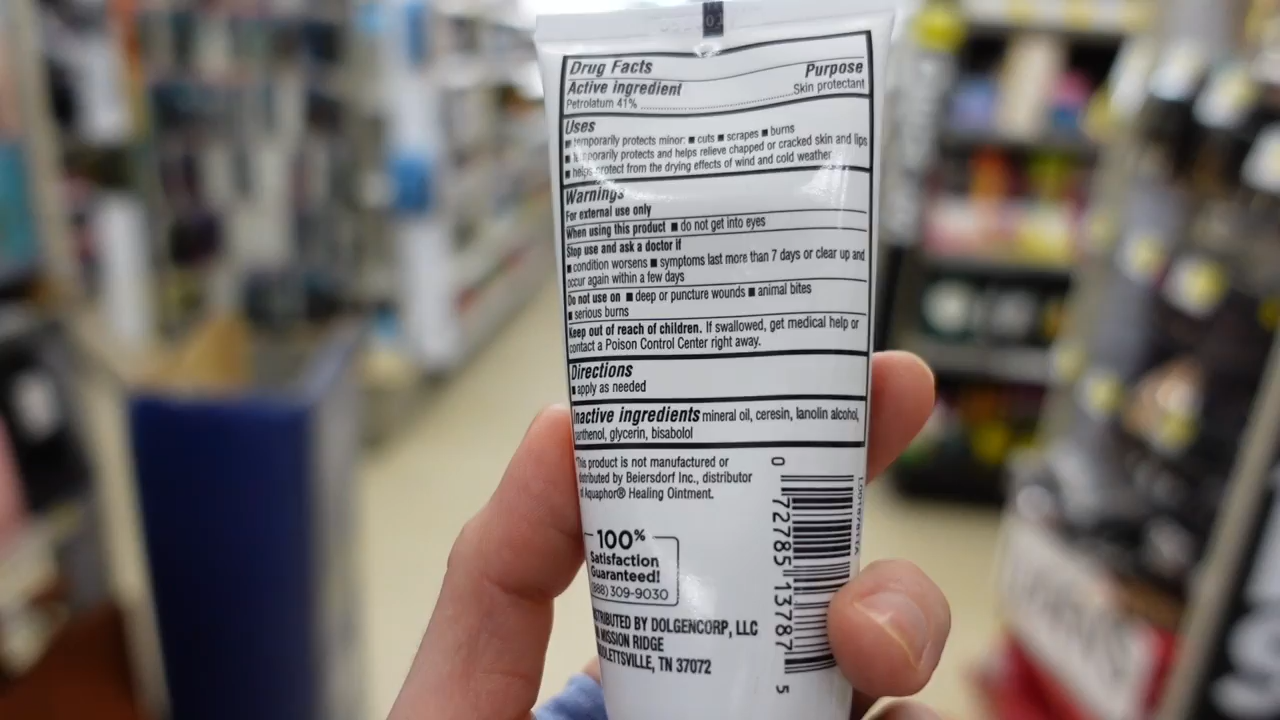 Drug Facts
Active ingredient Purpose
Petrolatum 41% Skin protectant
Uses
■ temporarily protects minor: ■ cuts ■ scrapes ■ burns
■ temporarily protects and helps relieve chapped or cracked skin and lips
■ helps protect from the drying effects of wind and cold weather
Warnings
For external use only
When using this product ■ do not get into eyes
Stop use and ask a doctor if
■ condition worsens ■ symptoms last more than 7 days or clear up and
occur again within a few days
Do not use on ■ deep or puncture wounds ■ animal bites
■ serious burns
Keep out of reach of children. If swallowed, get medical help or
contact a Poison Control Center right away.
Directions
■ apply as needed
Inactive ingredients mineral oil, ceresin, lanolin alcohol,
panthenol, glycerin, bisabolol
*This product is not manufactured or
distributed by Beiersdorf Inc., distributor
of Aquaphor® Healing Ointment.
100%
Satisfaction
Guaranteed!
(888) 309-9030
TRIBUTED BY DOLGENCORP, LLC
MISSION RIDGE
ODLETTSVILLE, TN 37072
0 72785 13787 5